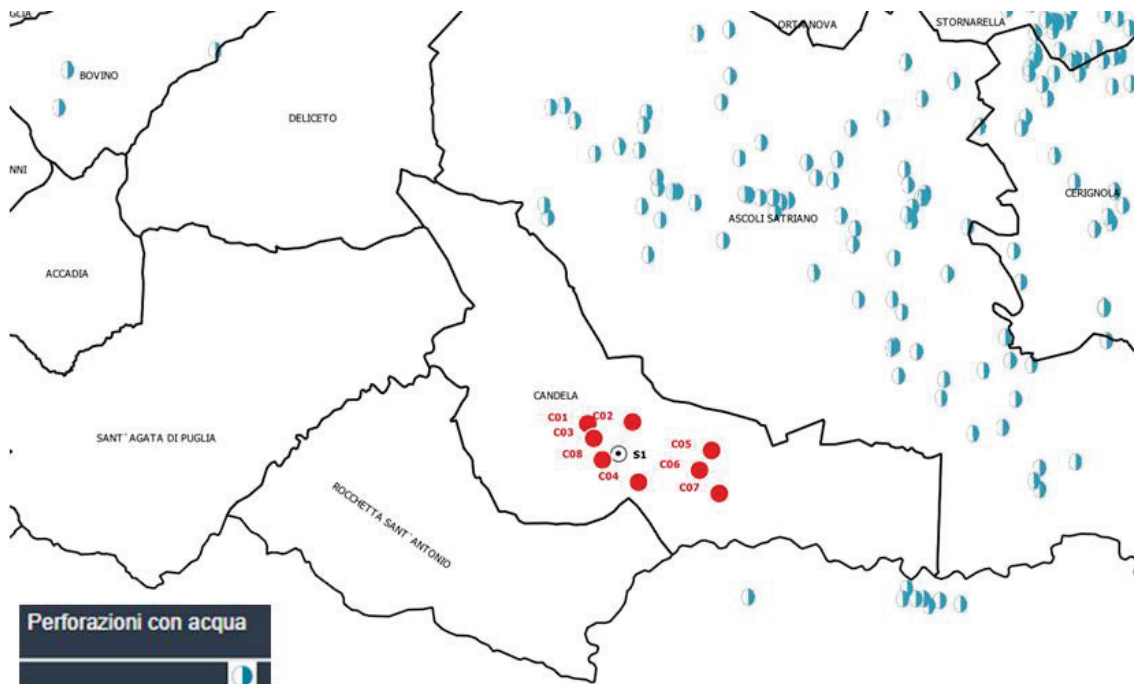 GLIA
ORTA NOVA
STORNARELLA
BOVINO
DELICETO
NNI
CERIGNOLA
ASCOLI SATRIANO
ACCADIA
CANDELA
C01
C02
C03
SANT`AGATA DI PUGLIA
C05
S1
C08
C06
C04
C07
ROCCHETTA SANT`ANTONIO
Perforazioni con acqua